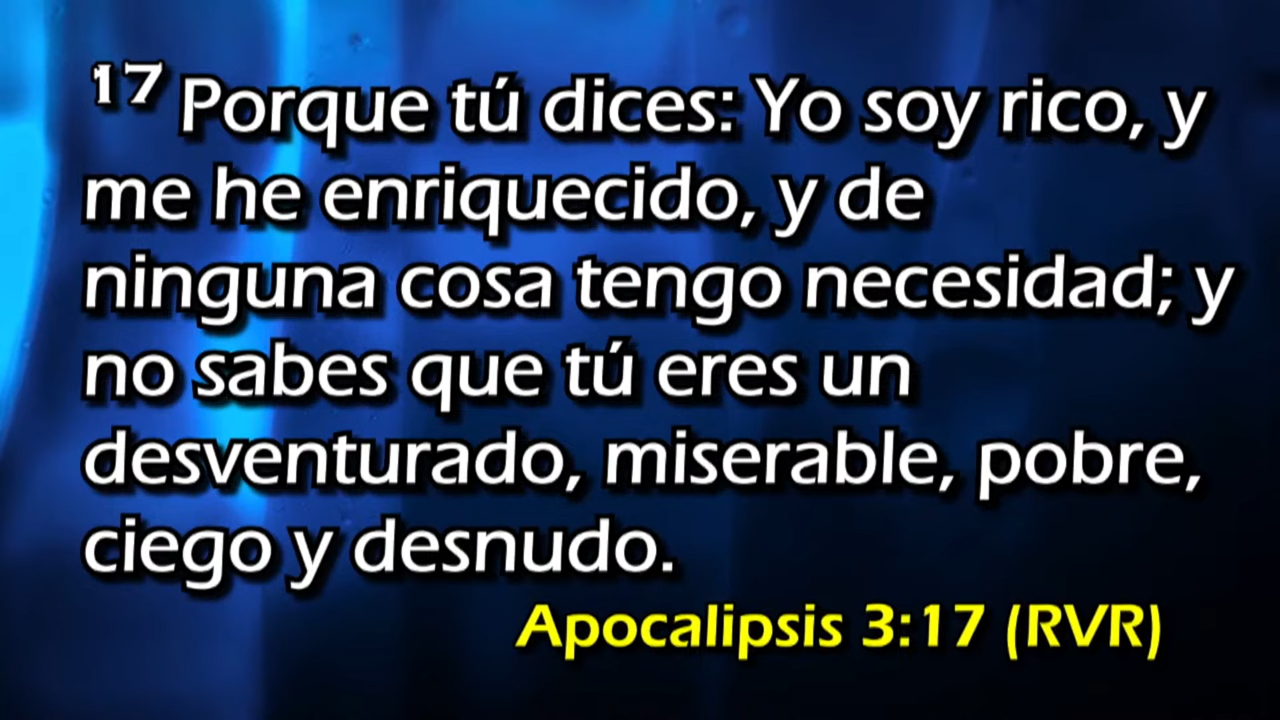 17 Porque tú dices: Yo soy rico, y
me he enriquecido, y de
ninguna cosa tengo necesidad; y
no sabes que tú eres un
desventurado, miserable, pobre,
ciego y desnudo.
Apocalipsis 3:17 (RVR)